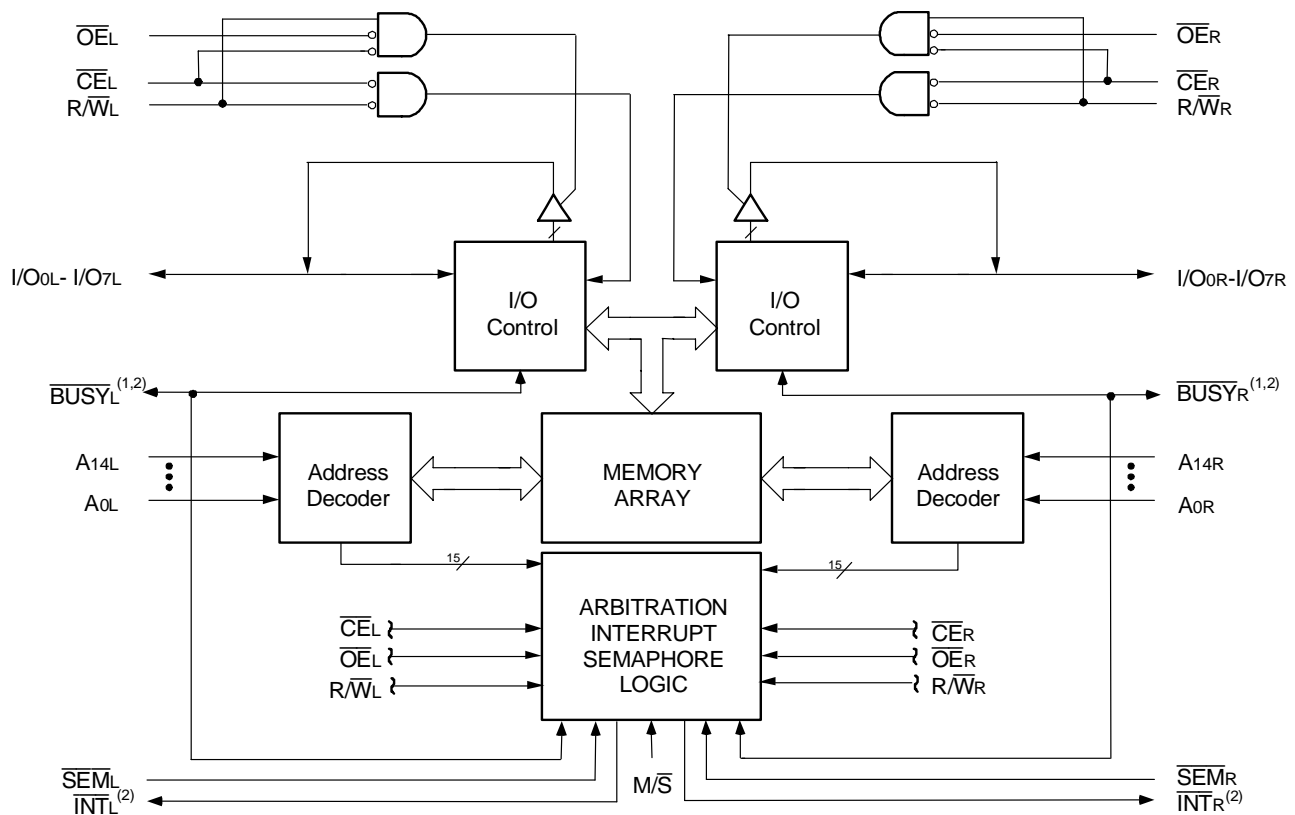 OEL
OER
CEL
CER
R/WL
R/WR
I/O0L- I/O7L
I/O
Control
I/O
Control
I/O0R-I/O7R
BUSYL(1,2)
BUSYR(1,2)
A14L
A0L
Address
Decoder
MEMORY
ARRAY
Address
Decoder
A14R
A0R
15
15
ARBITRATION
INTERRUPT
SEMAPHORE
LOGIC
CEL
OEL
R/WL
CER
OER
R/WR
SEML
INTL(2)
M/S
SEMR
INTR(2)